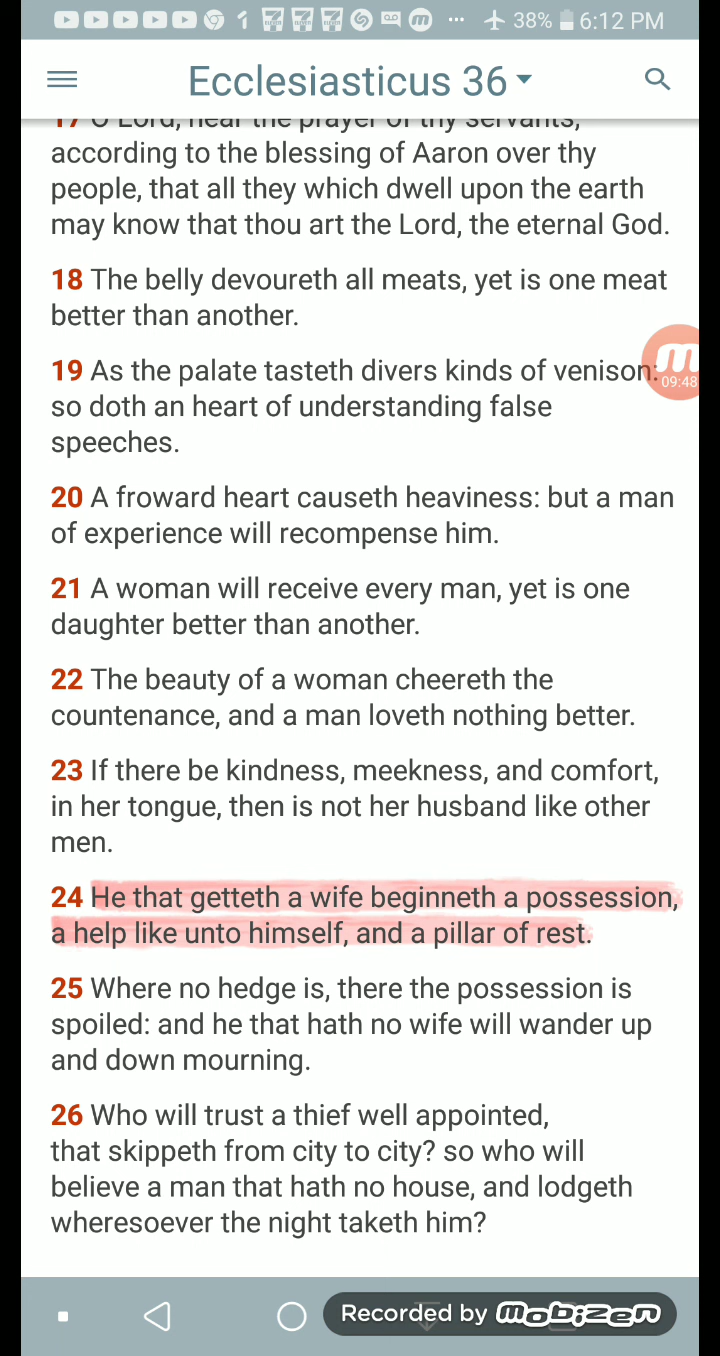 38% 6:12 PM
Ecclesiasticus 36
17 O Lord, hear the prayer of thy servants,
according to the blessing of Aaron over thy
people, that all they which dwell upon the earth
may know that thou art the Lord, the eternal God.
18 The belly devoureth all meats, yet is one meat
better than another.
19 As the palate tasteth divers kinds of venison:
09:48
so doth an heart of understanding false
speeches.
20 A froward heart causeth heaviness: but a man
of experience will recompense him.
21 A woman will receive every man, yet is one
daughter better than another.
22 The beauty of a woman cheereth the
countenance, and a man loveth nothing better.
23 If there be kindness, meekness, and comfort,
in her tongue, then is not her husband like other
men.
24 He that getteth a wife beginneth a possession,
a help like unto himself, and a pillar of rest.
25 Where no hedge is, there the possession is
spoiled: and he that hath no wife will wander up
and down mourning.
26 Who will trust a thief well appointed,
that skippeth from city to city? so who will
believe a man that hath no house, and lodgeth
wheresoever the night taketh him?
Recorded by Mobizen